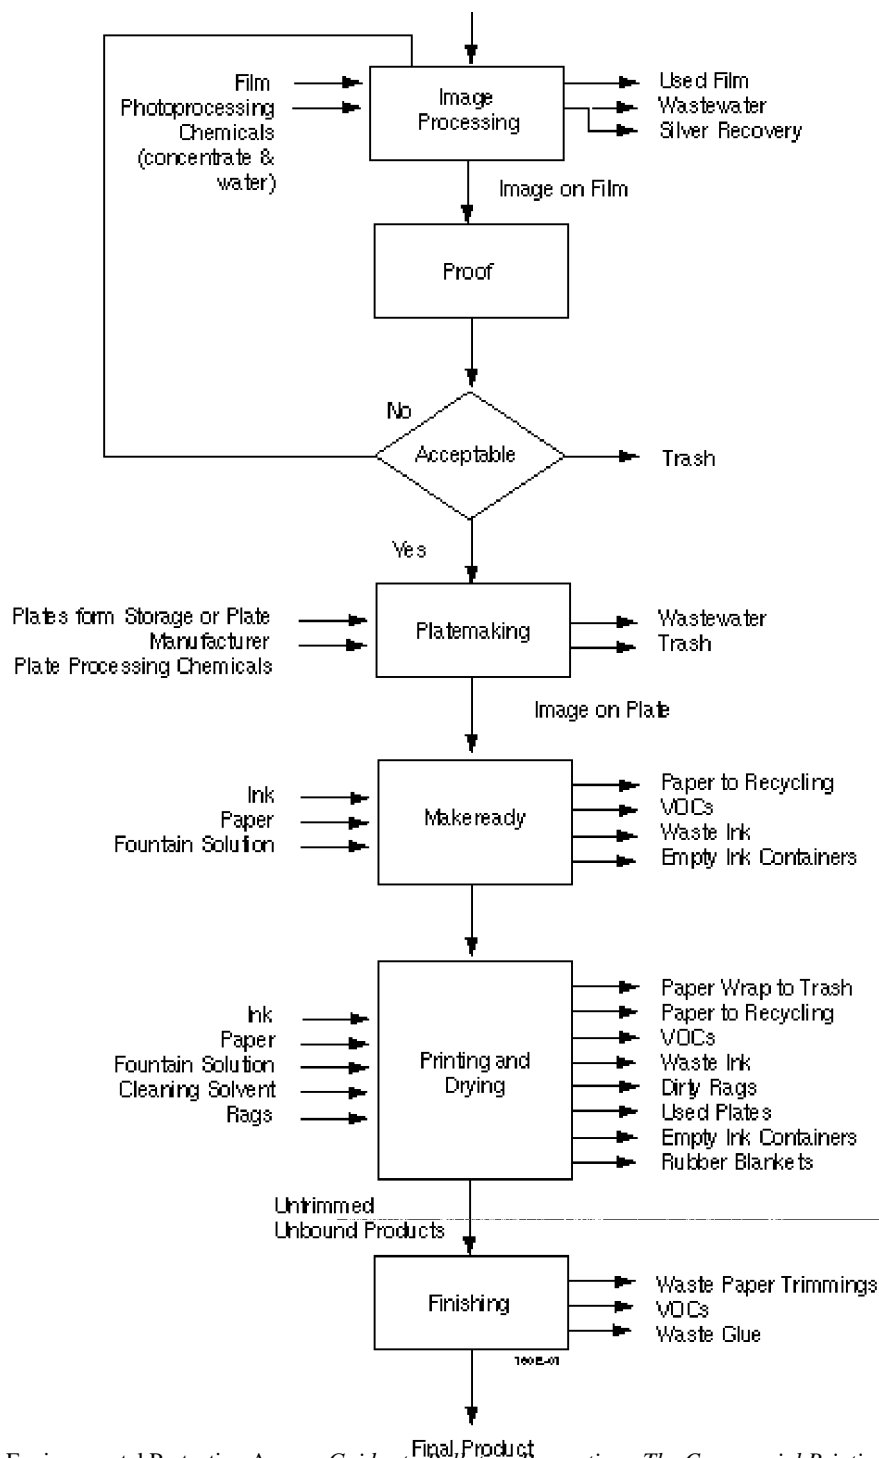 Film
Photoprocessing
Chemicals
(concentrate &
water)
Image
Processing
Used Film
Wastewater
Silver Recovery
Image on Film
Proof
No
Acceptable
Trash
Yes
Plates form Storage or Plate
Manufacturer
Plate Processing Chemicals
Platemaking
Wastewater
Trash
Image on Plate
Ink
Paper
Fountain Solution
Makeready
Paper to Recycling
VOCs
Waste Ink
Empty Ink Containers
Ink
Paper
Fountain Solution
Cleaning Solvent
Rags
Printing and
Drying
Paper Wrap to Trash
Paper to Recycling
VOCs
Waste Ink
Dirty Rags
Used Plates
Empty Ink Containers
Rubber Blankets
Untrimmed
Unbound Products
Finishing
Waste Paper Trimmings
VOCs
Waste Glue
Final Product